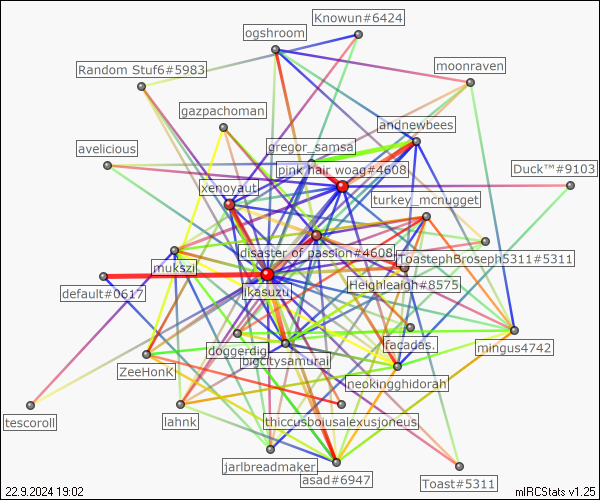 Knowun#6424
ogshroom
moonraven
Random Stuf6#5983
gazpachoman
andnewbees
gregor_samsa
avelicious
pink hair woag#4608
Duck™#9103
xenoyaut
turkey_mcnugget
disaster of passion#4608
ToastephBroseph5311#5311
mukszi
Heighleaigh#8575
default#0617
ikasuzu
facadas.
mingus4742
doggerdig
bigcitysamurai
ZeeHonK
neokingghidorah
tescoroll
lahnk
thiccusboiusalexusjoneus
jarlbreadmaker
asad#6947
Toast#5311
22.9.2024 19:02
mIRCStats v1.25